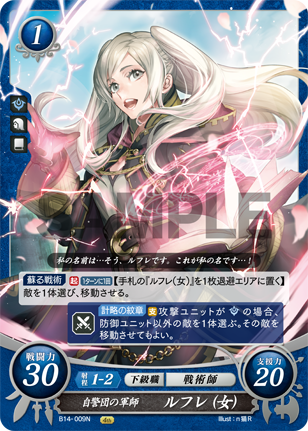 1
SAMPLE
私の名前は…そう、ルフレです。これが私の名です…!
蘇る戦術 起 1ターンに1回 【手札の『ルフレ(女)』を1枚退避エリアに置く】
敵を1体選び、移動させる。
計略の紋章 支 攻撃ユニットが の場合、
防御ユニット以外の敵を1体選ぶ。その敵を
移動させてもよい。
戦闘力
30
射程 1-2 下級職 戦術師
支援力
20
自警団の軍師 ルフレ(女)
B14-009N
Illust:n猫R